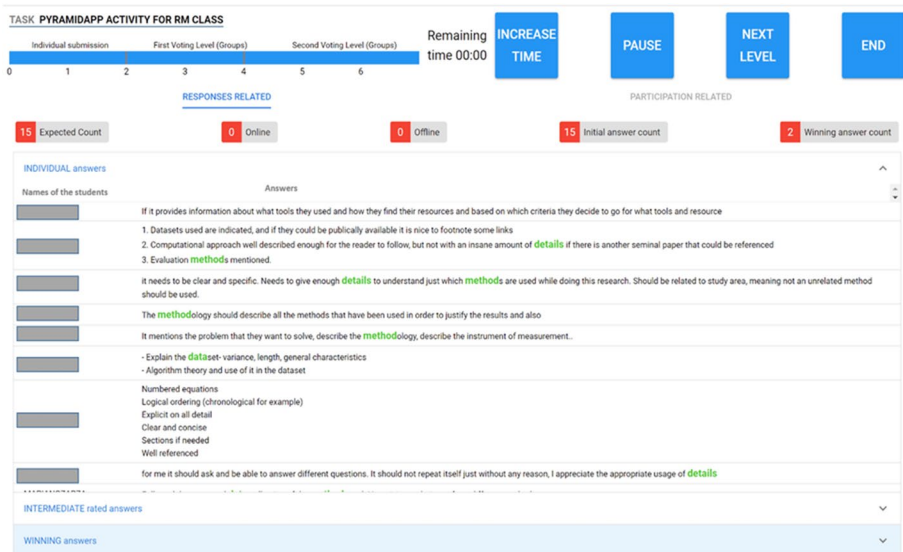 TASK PYRAMIDAPP ACTIVITY FOR RM CLASS
Individual submission First Voting Level (Groups) Second Voting Level (Groups)
0 1 2 3 4 5 6
Remaining
time 00:00
INCREASE
TIME
PAUSE
NEXT
LEVEL
END
RESPONSES RELATED
PARTICIPATION RELATED
15 Expected Count
0 Online
0 Offline
15 Initial answer count
2 Winning answer count
INDIVIDUAL answers
Names of the students
Answers
If it provides information about what tools they used and how they find their resources and based on which criteria they decide to go for what tools and resource
1. Datasets used are indicated, and if they could be publically available it is nice to footnote some links
2. Computational approach well described enough for the reader to follow, but not with an insane amount of details if there is another seminal paper that could be referenced
3. Evaluation methods mentioned.
it needs to be clear and specific. Needs to give enough details to understand just which methods are used while doing this research. Should be related to study area, meaning not an unrelated method
should be used.
The methodology should describe all the methods that have been used in order to justify the results and also
It mentions the problem that they want to solve, describe the methodology, describe the instrument of measurement..
- Explain the dataset- variance, length, general characteristics
- Algorithm theory and use of it in the dataset
Numbered equations
Logical ordering (chronological for example)
Explicit on all detail
Clear and concise
Sections if needed
Well referenced
for me it should ask and be able to answer different questions. It should not repeat itself just without any reason, I appreciate the appropriate usage of details
INTERMEDIATE rated answers
WINNING answers